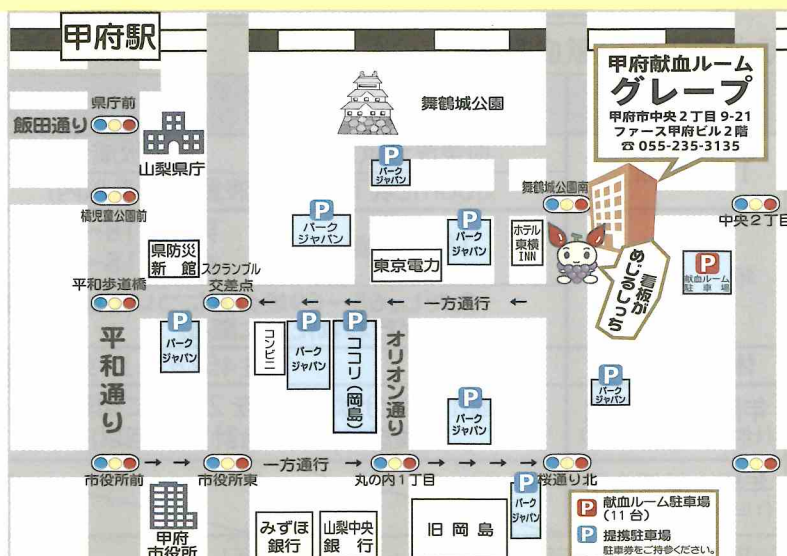 甲府駅
甲府献血ルーム
グレープ
甲府市中央2丁目9-21
ファース甲府ビル2階
☎ 055-235-3135
県庁前
飯田通り
山梨県庁
舞鶴城公園
P
パーク
ジャパン
橘児童公園前
舞鶴城公園南
中央2丁目
P
パーク
ジャパン
P
パーク
ジャパン
ホテル
東横
INN
県防災
新館
スクランブル
交差点
東京電力
看板が
めじるしっち
P
献血ルーム
駐車場
平和歩道橋
← ← ← ← 一方通行 ←
平和通り
P
パーク
ジャパン
コンビニ
P
パーク
ジャパン
P
ココリ(岡島)
オリオン通り
P
パーク
ジャパン
P
パーク
ジャパン
→ → 一方通行 → → → → →
市役所前
市役所東
丸の内1丁目
桜通り北
甲府
市役所
みずほ
銀行
山梨中央
銀行
旧岡島
P
パーク
ジャパン
P 献血ルーム駐車場
(11台)
P 提携駐車場
駐車券をご持参ください。